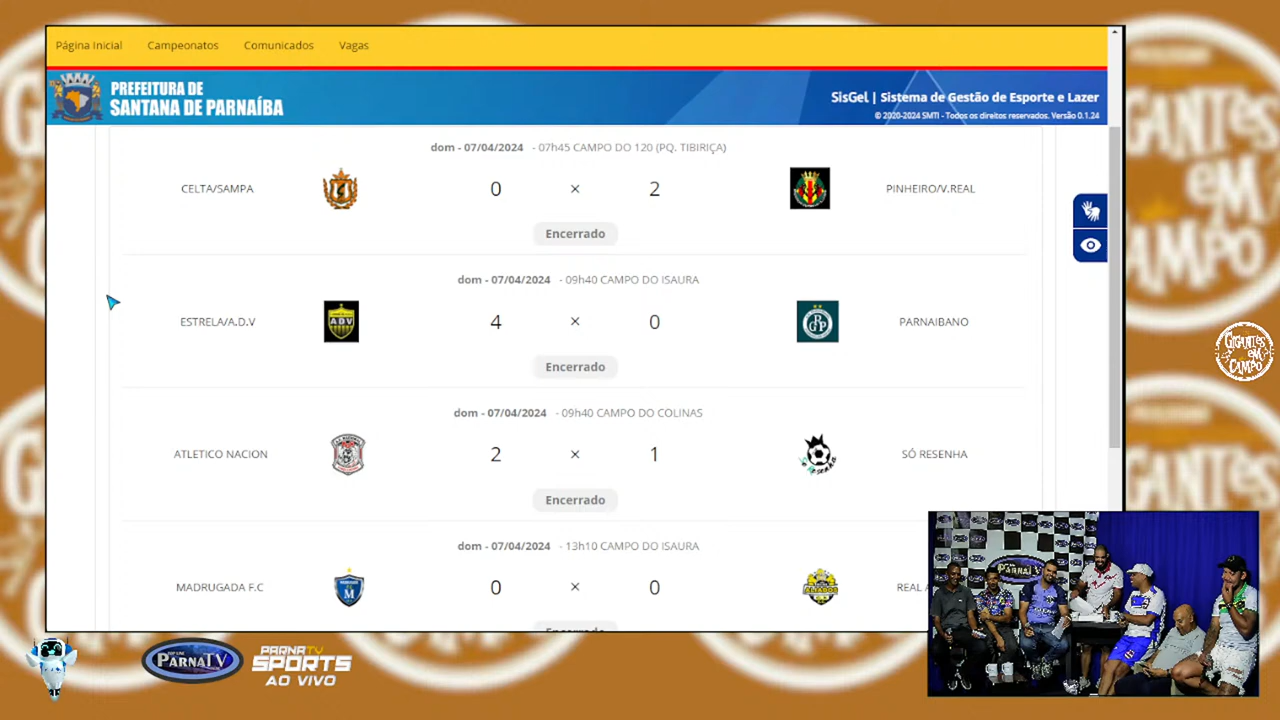 Página Inicial Campeonatos Comunicados Vagas
PREFEITURA DE
SANTANA DE PARNAÍBA
SisGel | Sistema de Gestão de Esporte e Lazer
© 2020-2024 SMTI - Todos os direitos reservados. Versão 0.1.24
dom - 07/04/2024 - 07h45 CAMPO DO 120 (PQ. TIBIRIÇA)
CELTA/SAMPA 0 × 2 PINHEIRO/V.REAL
Encerrado
dom - 07/04/2024 - 09h40 CAMPO DO ISAURA
ESTRELA/A.D.V 4 × 0 PARNAIBANO
Encerrado
dom - 07/04/2024 - 09h40 CAMPO DO COLINAS
ATLETICO NACION 2 × 1 SÓ RESENHA
Encerrado
dom - 07/04/2024 - 13h10 CAMPO DO ISAURA
MADRUGADA F.C 0 × 0 REAL
Encerrado
GIGANTES
EM
CAMPO
PARNATV
PARNATV
SPORTS
AO VIVO
PARNATV